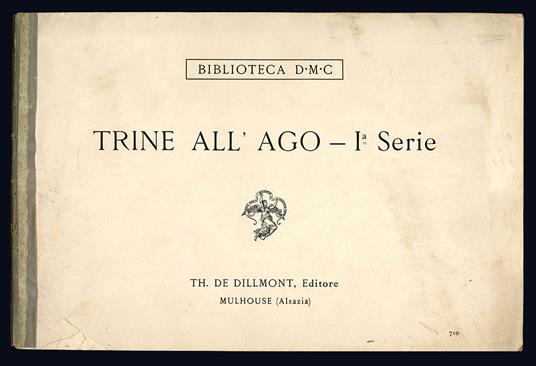 BIBLIOTECA D·M·C
TRINE ALL' AGO – Iª Serie
TH. DE DILLMONT, Editore
MULHOUSE (Alsazia)
710